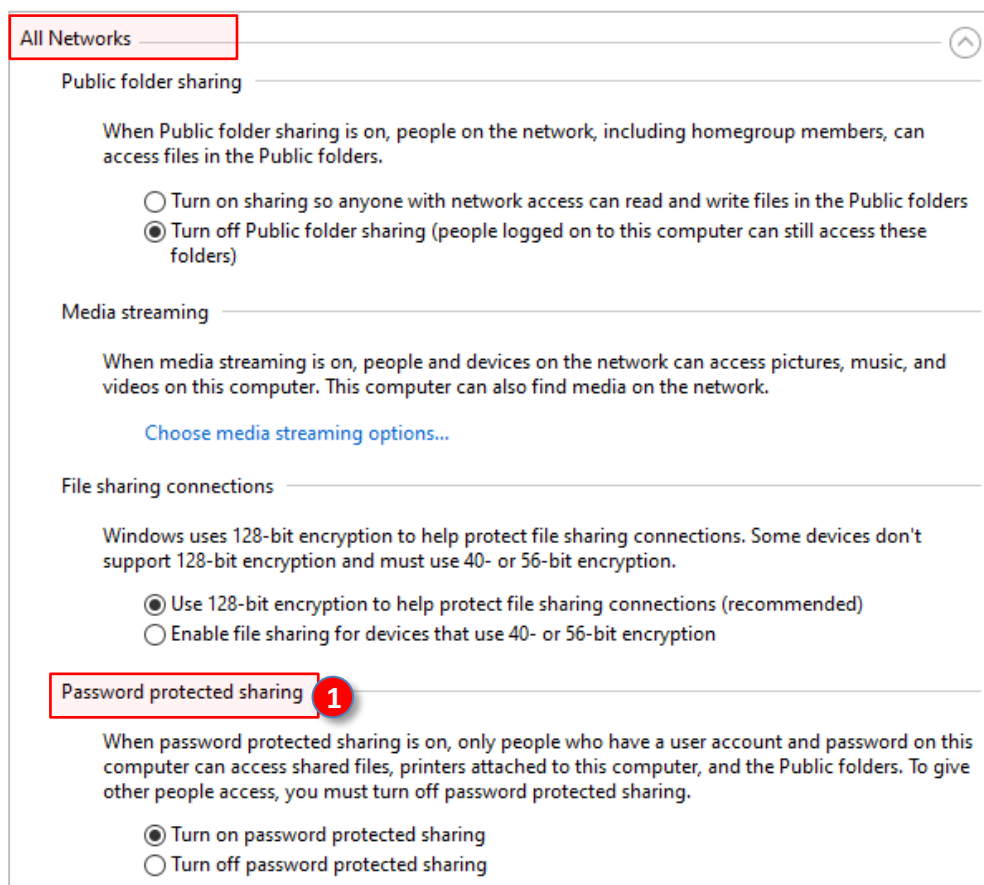 All Networks
Public folder sharing
When Public folder sharing is on, people on the network, including homegroup members, can
access files in the Public folders.
Turn on sharing so anyone with network access can read and write files in the Public folders
Turn off Public folder sharing (people logged on to this computer can still access these
folders)
Media streaming
When media streaming is on, people and devices on the network can access pictures, music, and
videos on this computer. This computer can also find media on the network.
Choose media streaming options...
File sharing connections
Windows uses 128-bit encryption to help protect file sharing connections. Some devices don't
support 128-bit encryption and must use 40- or 56-bit encryption.
Use 128-bit encryption to help protect file sharing connections (recommended)
Enable file sharing for devices that use 40- or 56-bit encryption
Password protected sharing 1
When password protected sharing is on, only people who have a user account and password on this
computer can access shared files, printers attached to this computer, and the Public folders. To give
other people access, you must turn off password protected sharing.
Turn on password protected sharing
Turn off password protected sharing